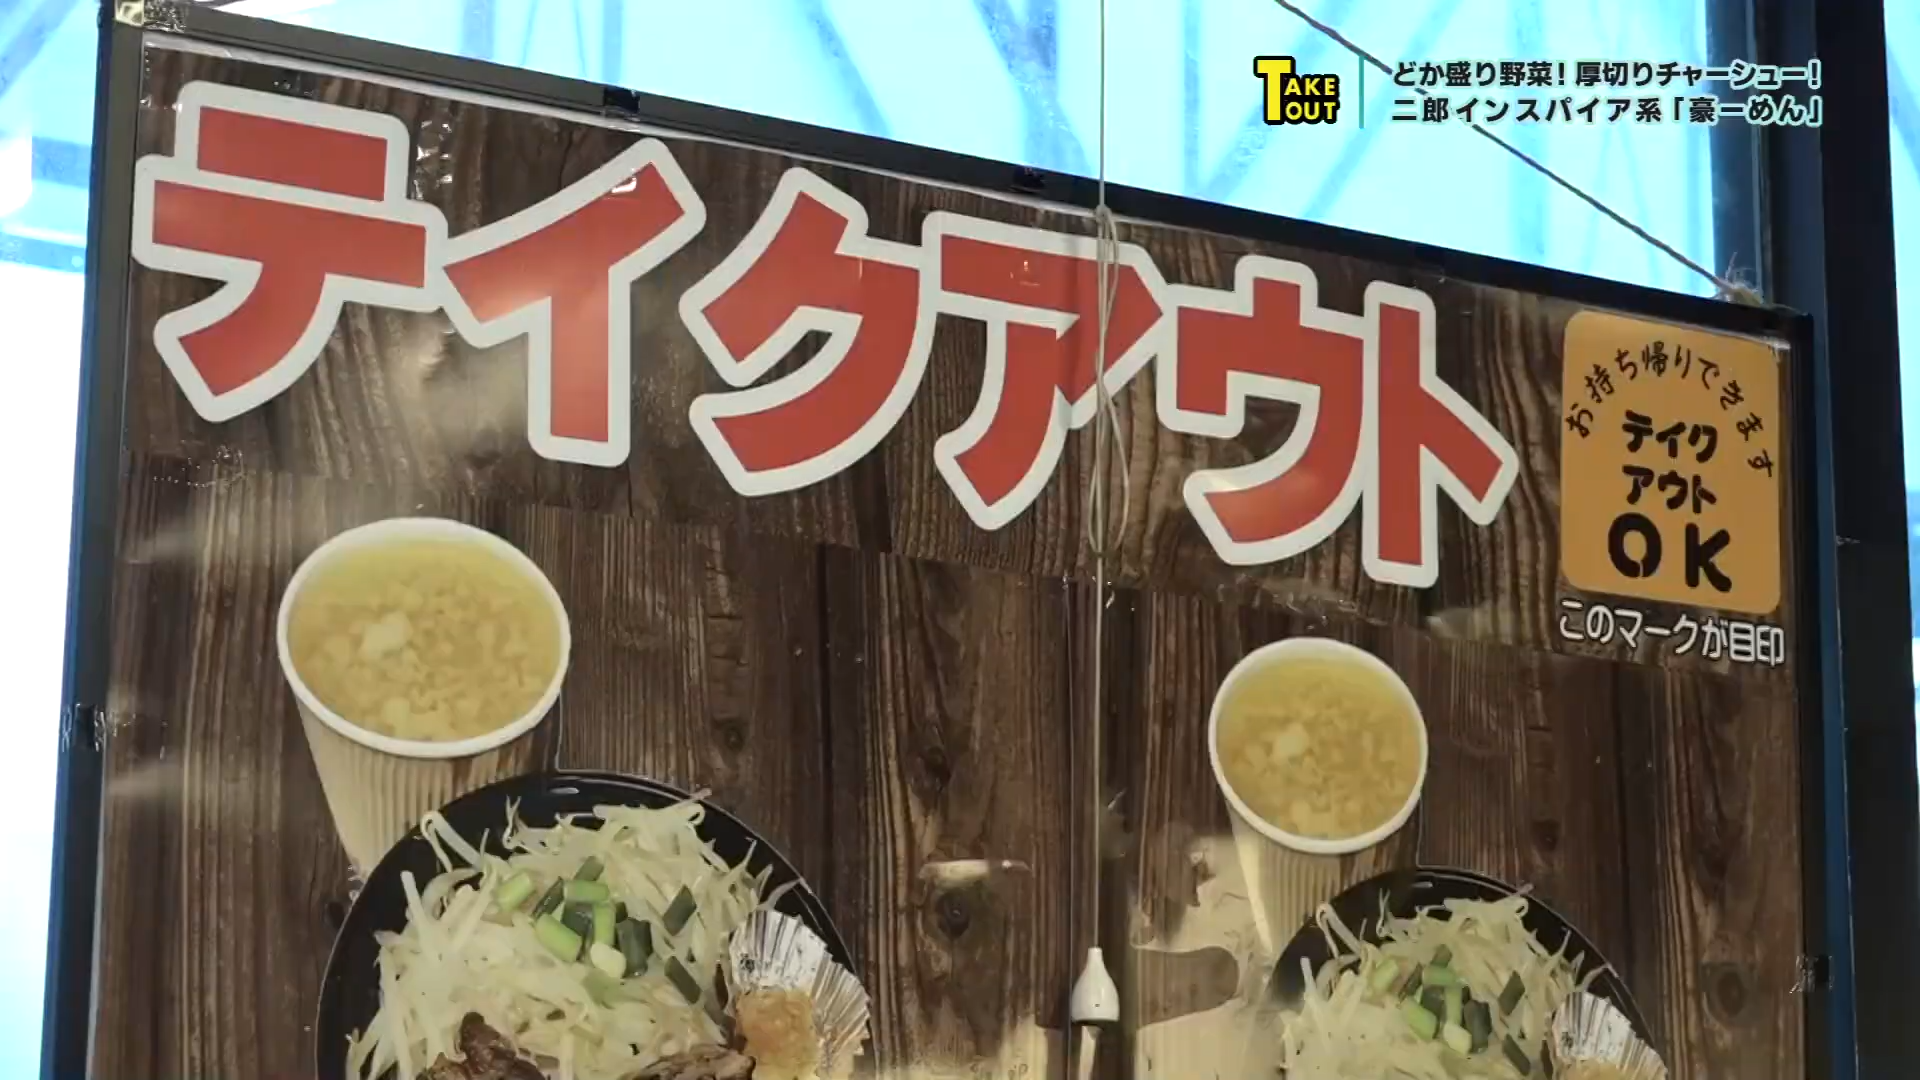 TAKE OUT
どか盛り野菜！厚切りチャーシュー！
二郎インスパイア系「豪ーめん」
テイクアウト
お持ち帰りできます
テイク
アウト
OK
このマークが目印